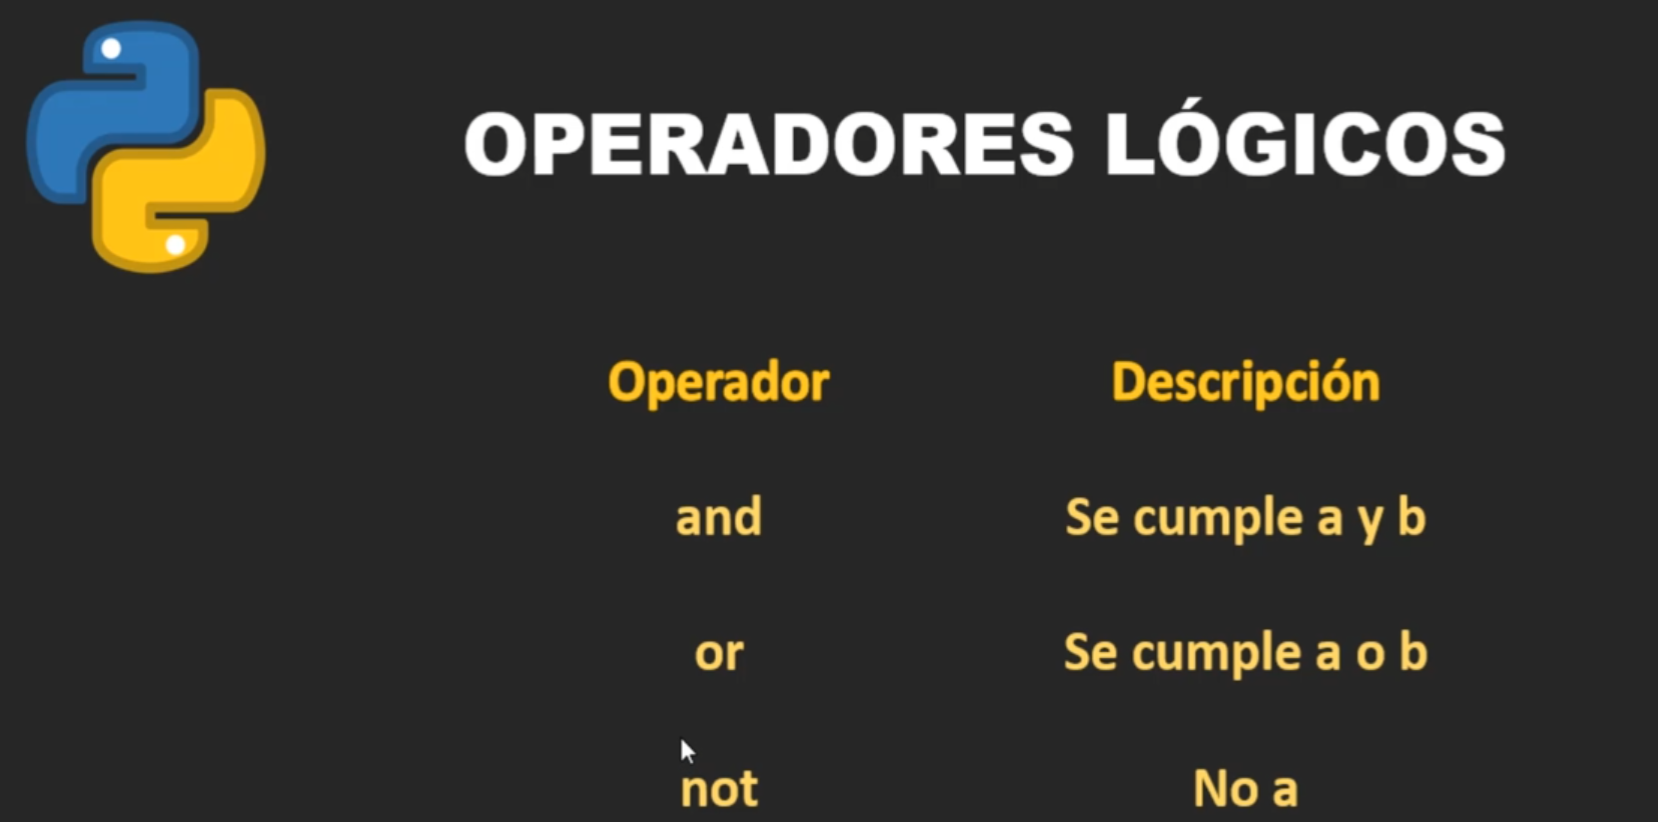 OPERADORES LÓGICOS
Operador Descripción
and Se cumple a y b
or Se cumple a o b
not No a